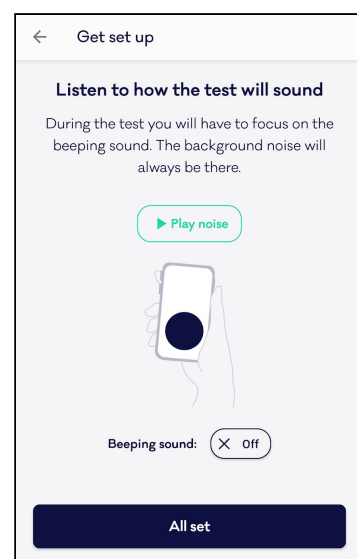 Get set up
Listen to how the test will sound
During the test you will have to focus on the
beeping sound. The background noise will
always be there.
Play noise
Beeping sound: Off
All set